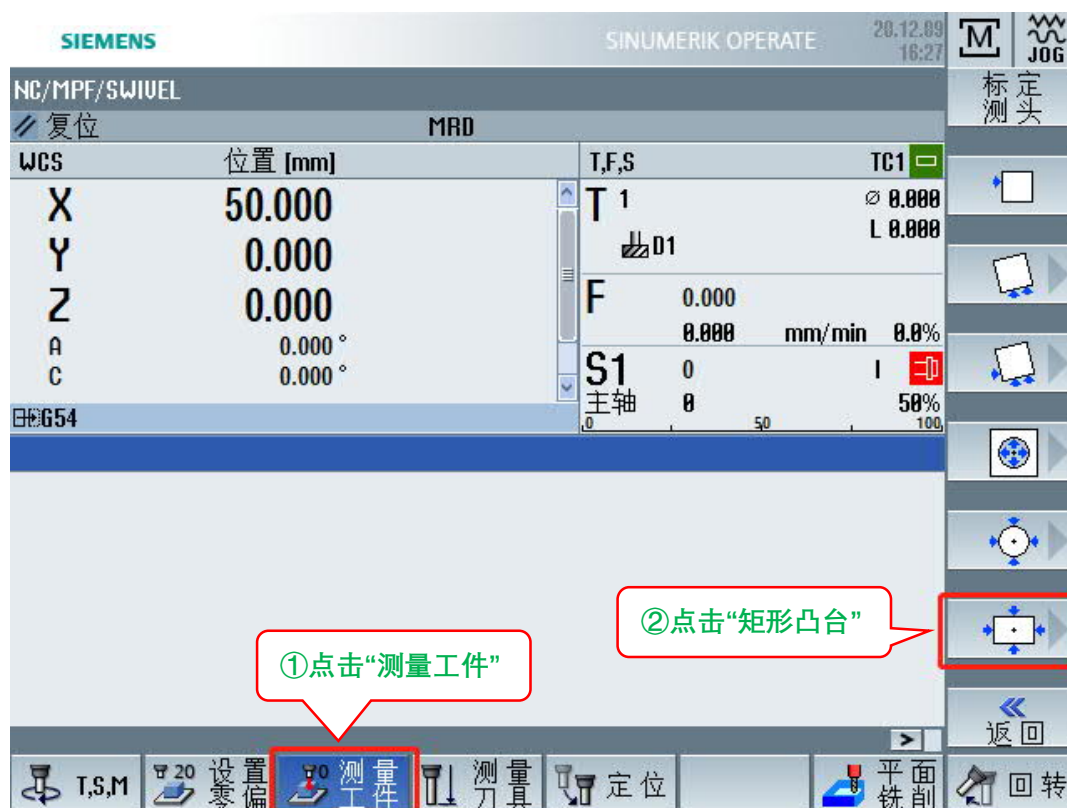 SIEMENS
SINUMERIK OPERATE
20.12.09
16:27
M
JOG
NC/MPF/SWIVEL
复位
MRD
WCS
位置 [mm]
X 50.000
Y 0.000
Z 0.000
A 0.000 °
C 0.000 °
G54
T,F,S
TC1
T 1
⌀ 0.000
L 0.000
D1
F 0.000
0.000 mm/min 0.0%
S1 0 I
主轴 0 50%
0 50 100
标定
测头
②点击“矩形凸台”
①点击“测量工件”
返回
>
T,S,M
20 设置
零偏
0 测量
工件
测量
刀具
定位
平面
铣削
回转